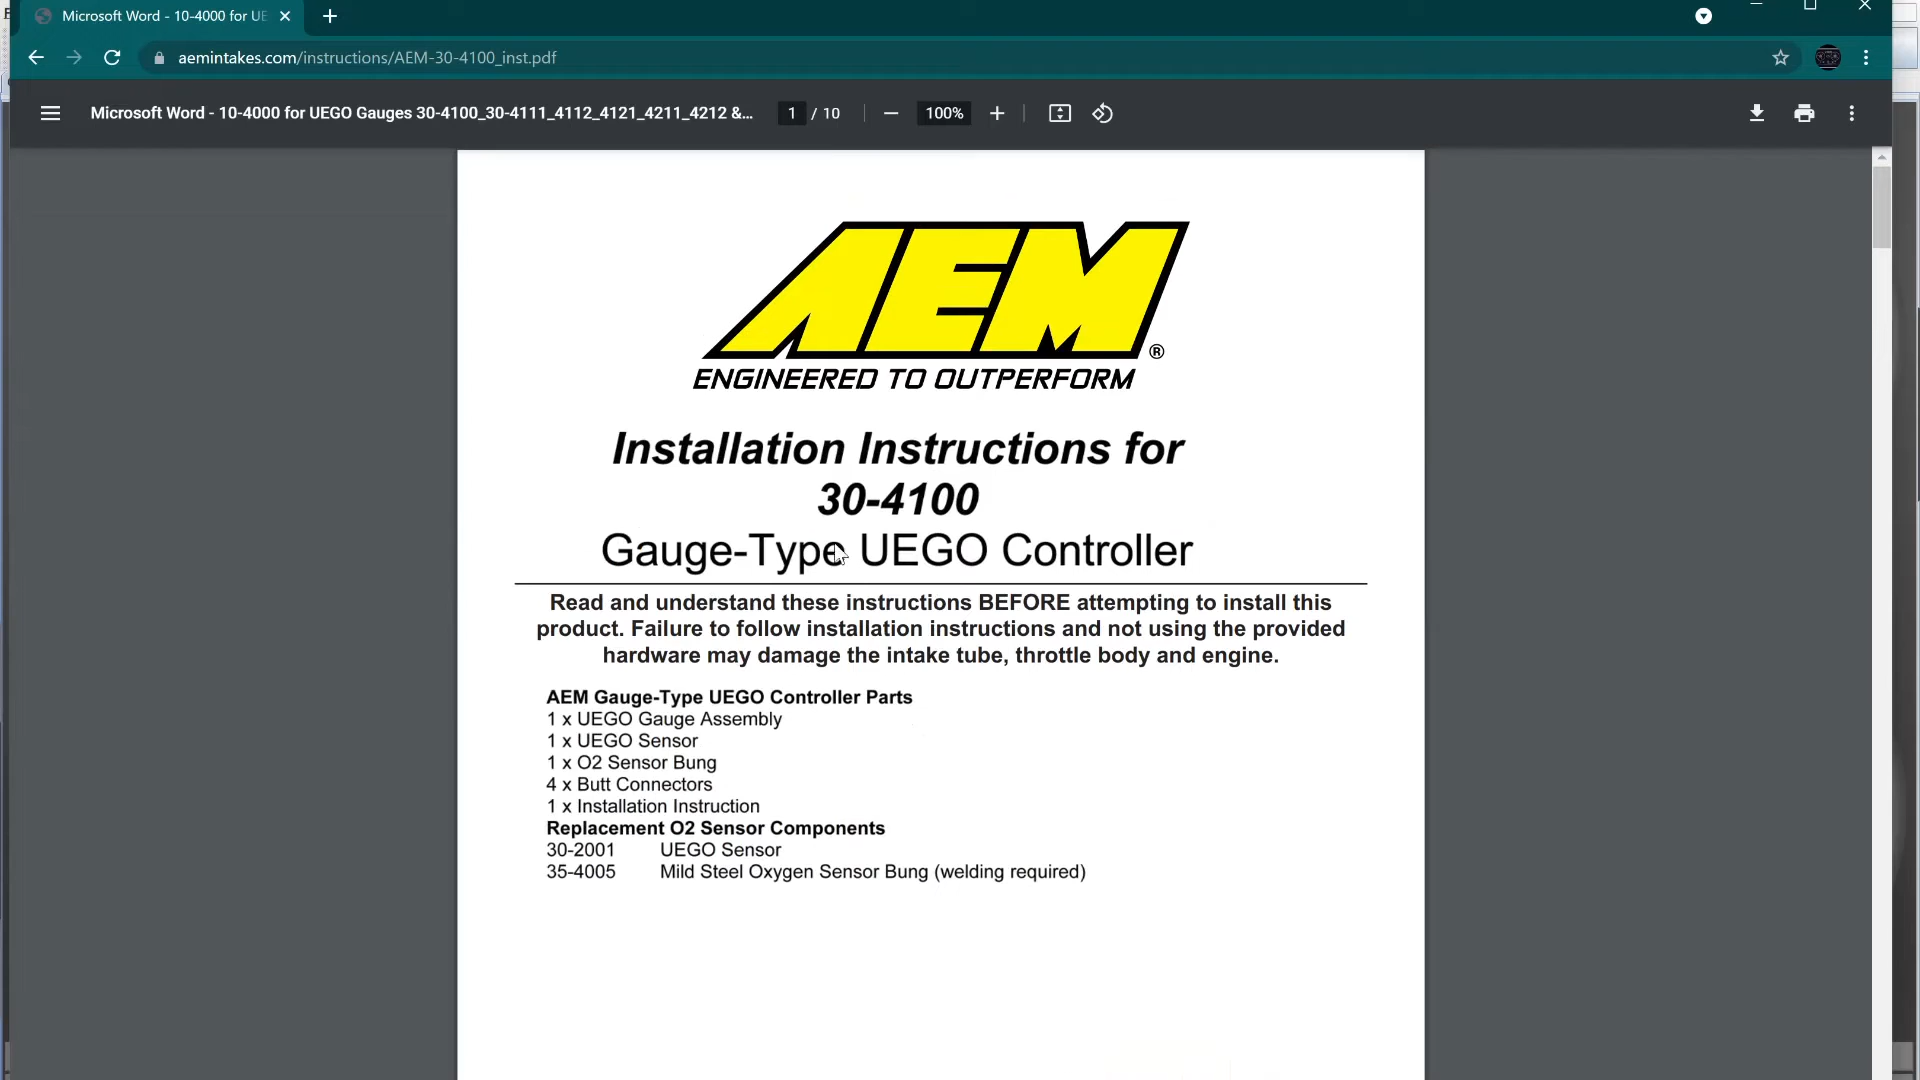 Microsoft Word - 10-4000 for UE
aemintakes.com/instructions/AEM-30-4100_inst.pdf
Microsoft Word - 10-4000 for UEGO Gauges 30-4100_30-4111_4112_4121_4211_4212 &...
1 / 10
100%
AEM
®
ENGINEERED TO OUTPERFORM
Installation Instructions for
30-4100
Gauge-Type UEGO Controller
Read and understand these instructions BEFORE attempting to install this
product. Failure to follow installation instructions and not using the provided
hardware may damage the intake tube, throttle body and engine.
AEM Gauge-Type UEGO Controller Parts
1 x UEGO Gauge Assembly
1 x UEGO Sensor
1 x O2 Sensor Bung
4 x Butt Connectors
1 x Installation Instruction
Replacement O2 Sensor Components
30-2001 UEGO Sensor
35-4005 Mild Steel Oxygen Sensor Bung (welding required)